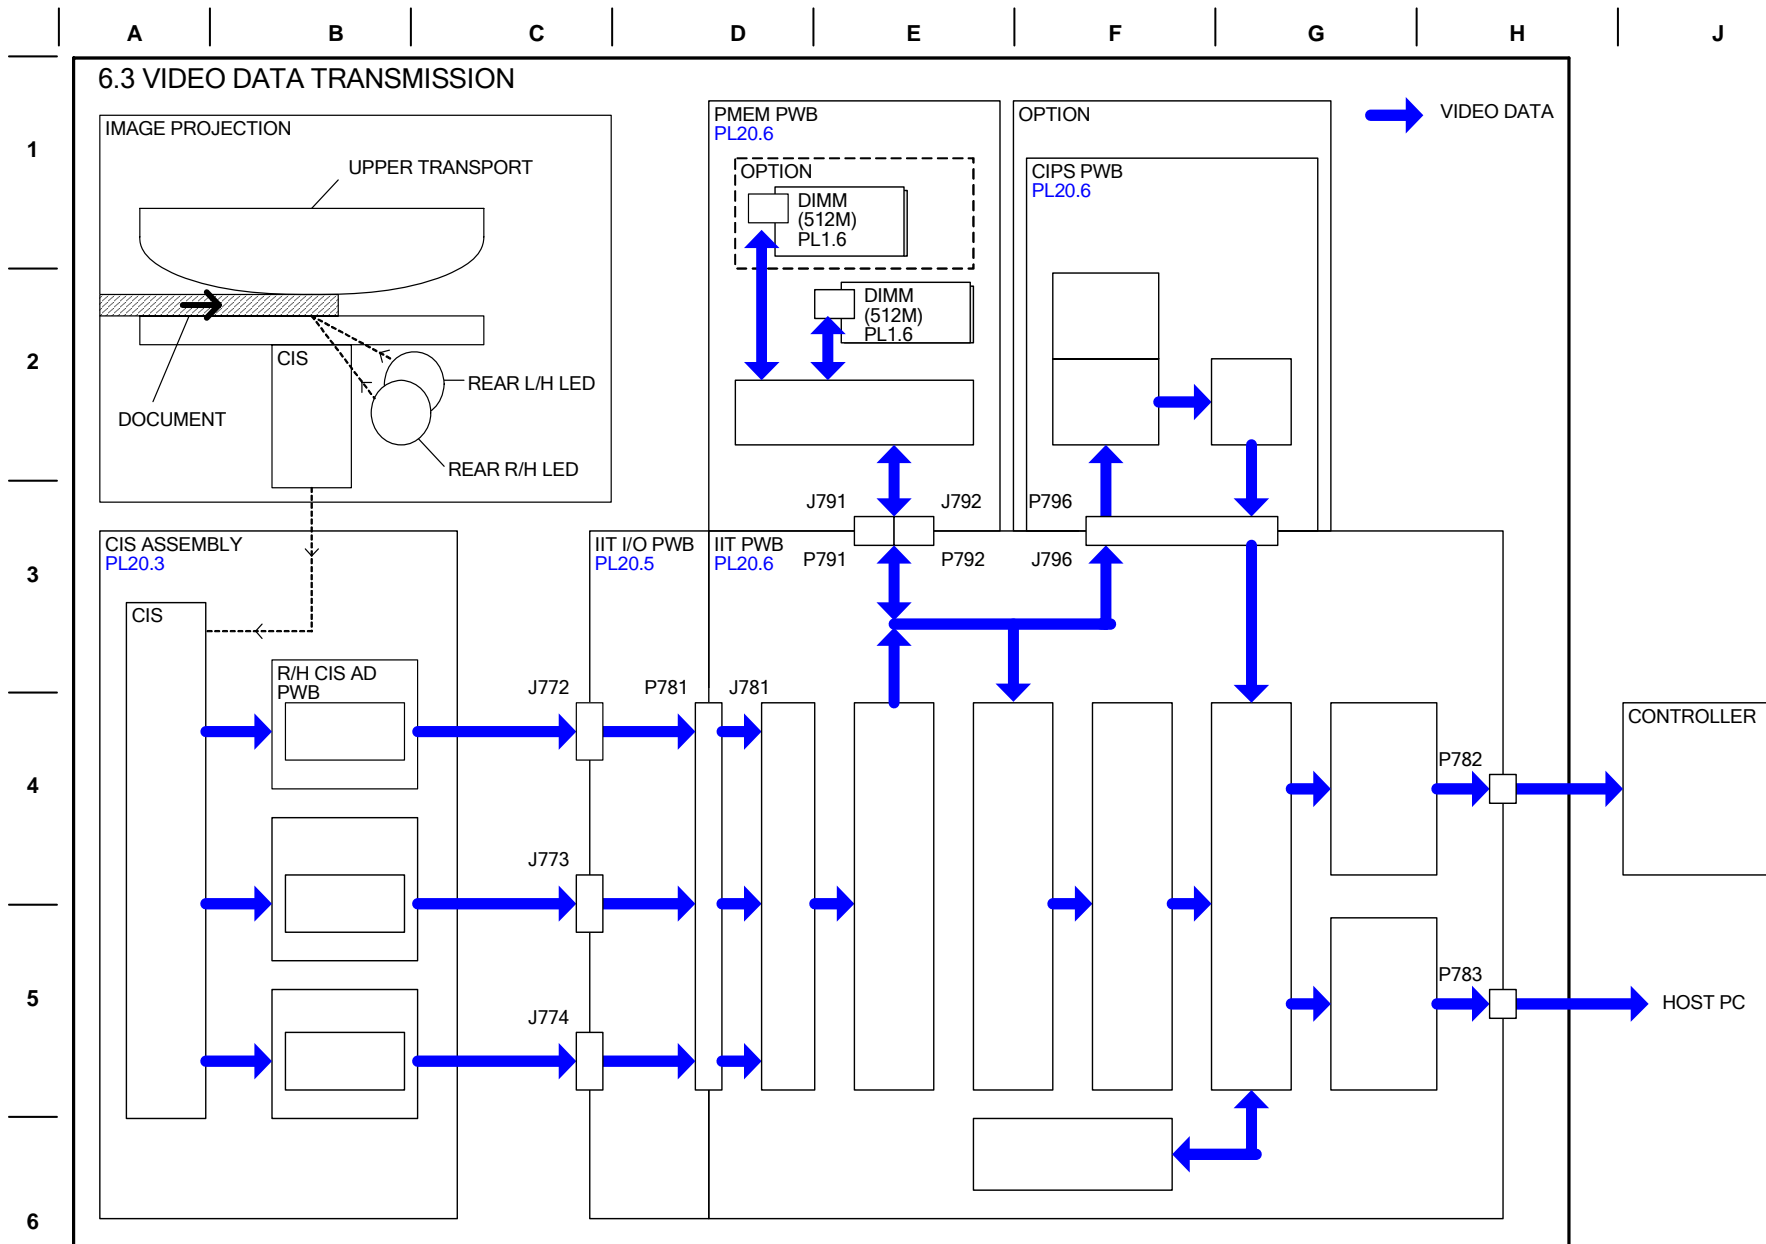 A B C D E F G H J
6.3 VIDEO DATA TRANSMISSION
1
IMAGE PROJECTION
UPPER TRANSPORT
PMEM PWB
PL20.6
OPTION
DIMM
(512M)
PL1.6
OPTION
CIPS PWB
PL20.6
VIDEO DATA
2
DIMM
(512M)
PL1.6
CIS
DOCUMENT
REAR L/H LED
REAR R/H LED
J791
J792
P796
3
CIS ASSEMBLY
PL20.3
IIT I/O PWB
PL20.5
IIT PWB
PL20.6
P791
P792
J796
CIS
R/H CIS AD
PWB
J772
P781
J781
4
P782
CONTROLLER
J773
5
J774
P783
HOST PC
6